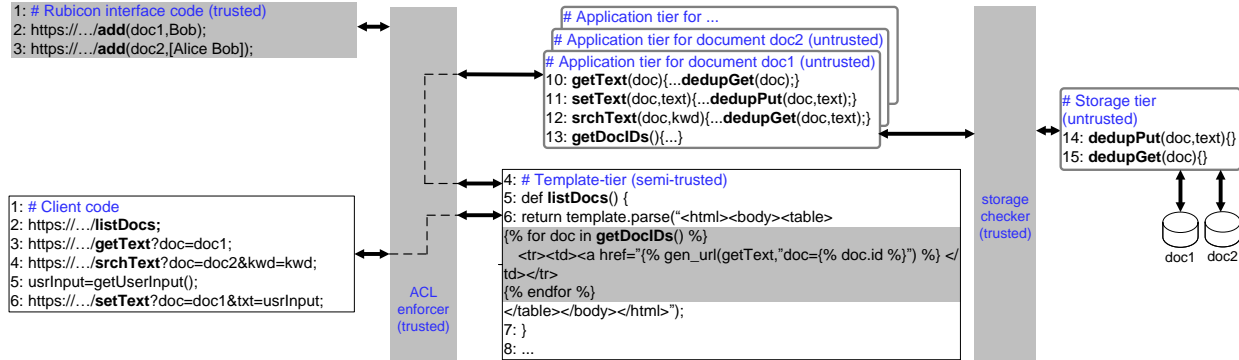 1: # Rubicon interface code (trusted)
2: https://…/add(doc1,Bob);
3: https://…/add(doc2,[Alice Bob]);
# Application tier for ...
# Application tier for document doc2 (untrusted)
# Application tier for document doc1 (untrusted)
10: getText(doc){...dedupGet(doc);}
11: setText(doc,text){...dedupPut(doc,text);}
12: srchText(doc,kwd){...dedupGet(doc,text);}
13: getDocIDs(){...}
# Storage tier
(untrusted)
14: dedupPut(doc,text){}
15: dedupGet(doc){}
doc1 doc2
4: # Template-tier (semi-trusted)
5: def listDocs() {
6: return template.parse(“<html><body><table>
{% for doc in getDocIDs() %}
<tr><td><a href=”{% gen_url(getText,”doc={% doc.id %}”) %} </
td></tr>
{% endfor %}
</table></body></html>”);
7: }
8: ...
1: # Client code
2: https://…/listDocs;
3: https://…/getText?doc=doc1;
4: https://…/srchText?doc=doc2&kwd=kwd;
5: usrInput=getUserInput();
6: https://…/setText?doc=doc1&txt=usrInput;
ACL
enforcer
(trusted)
storage
checker
(trusted)